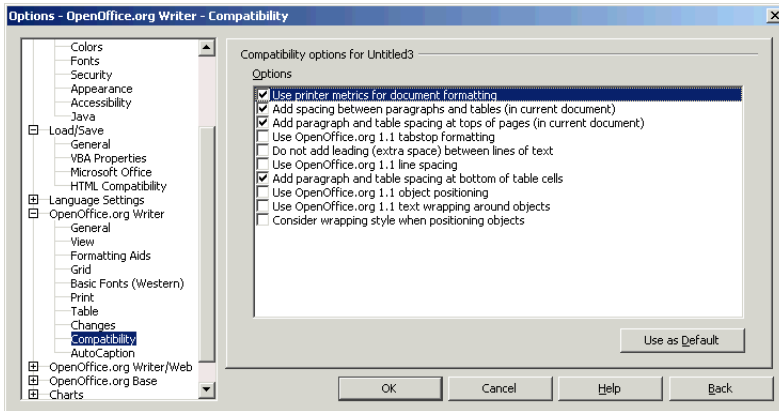 Options - OpenOffice.org Writer - Compatibility
Colors
Fonts
Security
Appearance
Accessibility
Java
Load/Save
General
VBA Properties
Microsoft Office
HTML Compatibility
Language Settings
OpenOffice.org Writer
General
View
Formatting Aids
Grid
Basic Fonts (Western)
Print
Table
Changes
Compatibility
AutoCaption
OpenOffice.org Writer/Web
OpenOffice.org Base
Charts
Compatibility options for Untitled3
Options
Use printer metrics for document formatting
Add spacing between paragraphs and tables (in current document)
Add paragraph and table spacing at tops of pages (in current document)
Use OpenOffice.org 1.1 tabstop formatting
Do not add leading (extra space) between lines of text
Use OpenOffice.org 1.1 line spacing
Add paragraph and table spacing at bottom of table cells
Use OpenOffice.org 1.1 object positioning
Use OpenOffice.org 1.1 text wrapping around objects
Consider wrapping style when positioning objects
Use as Default
OK Cancel Help Back